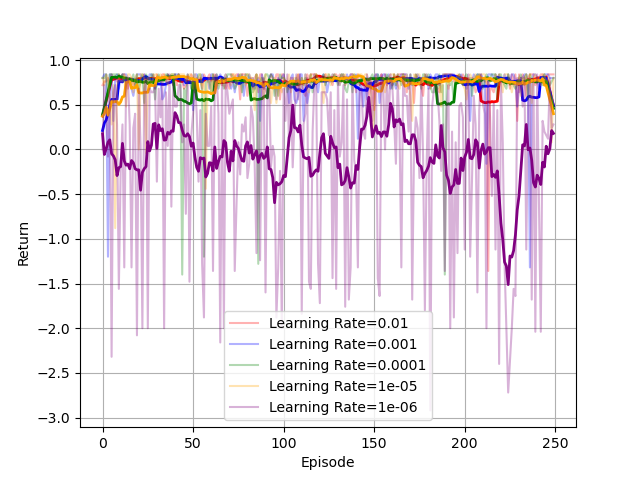 DQN Evaluation Return per Episode
Return
1.0
0.5
0.0
−0.5
−1.0
−1.5
−2.0
−2.5
−3.0
Learning Rate=0.01
Learning Rate=0.001
Learning Rate=0.0001
Learning Rate=1e-05
Learning Rate=1e-06
0 50 100 150 200 250
Episode